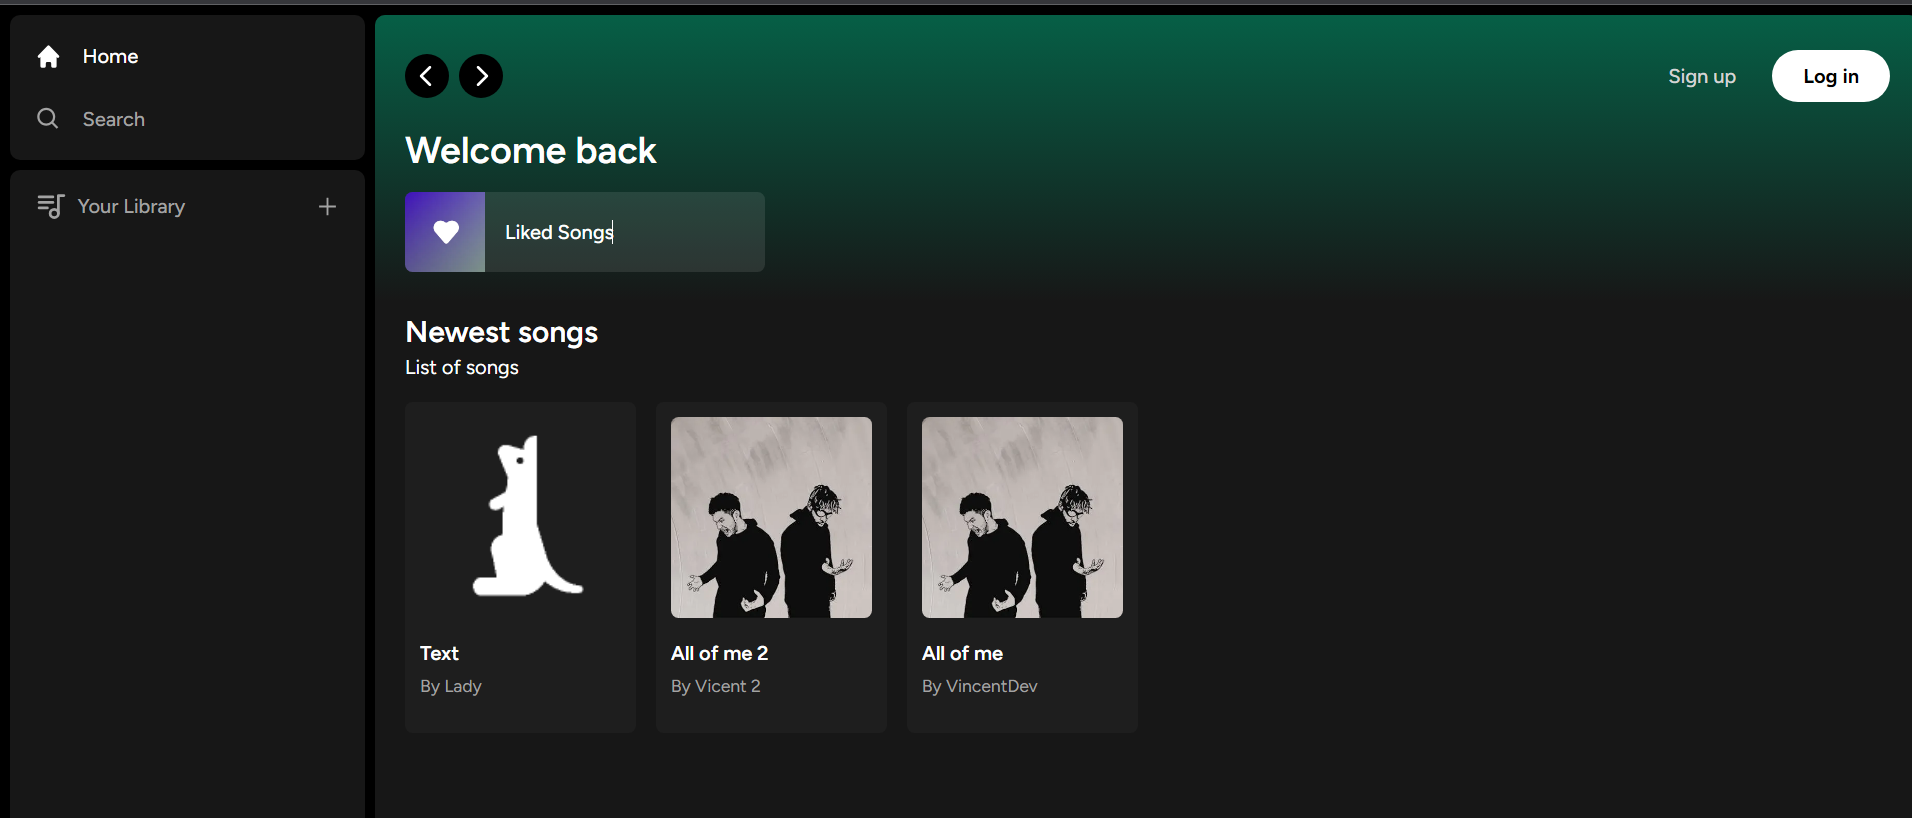 Home
Search
Your Library
Sign up
Log in
Welcome back
Liked Songs
Newest songs
List of songs
Text
By Lady
All of me 2
By Vicent 2
All of me
By VincentDev